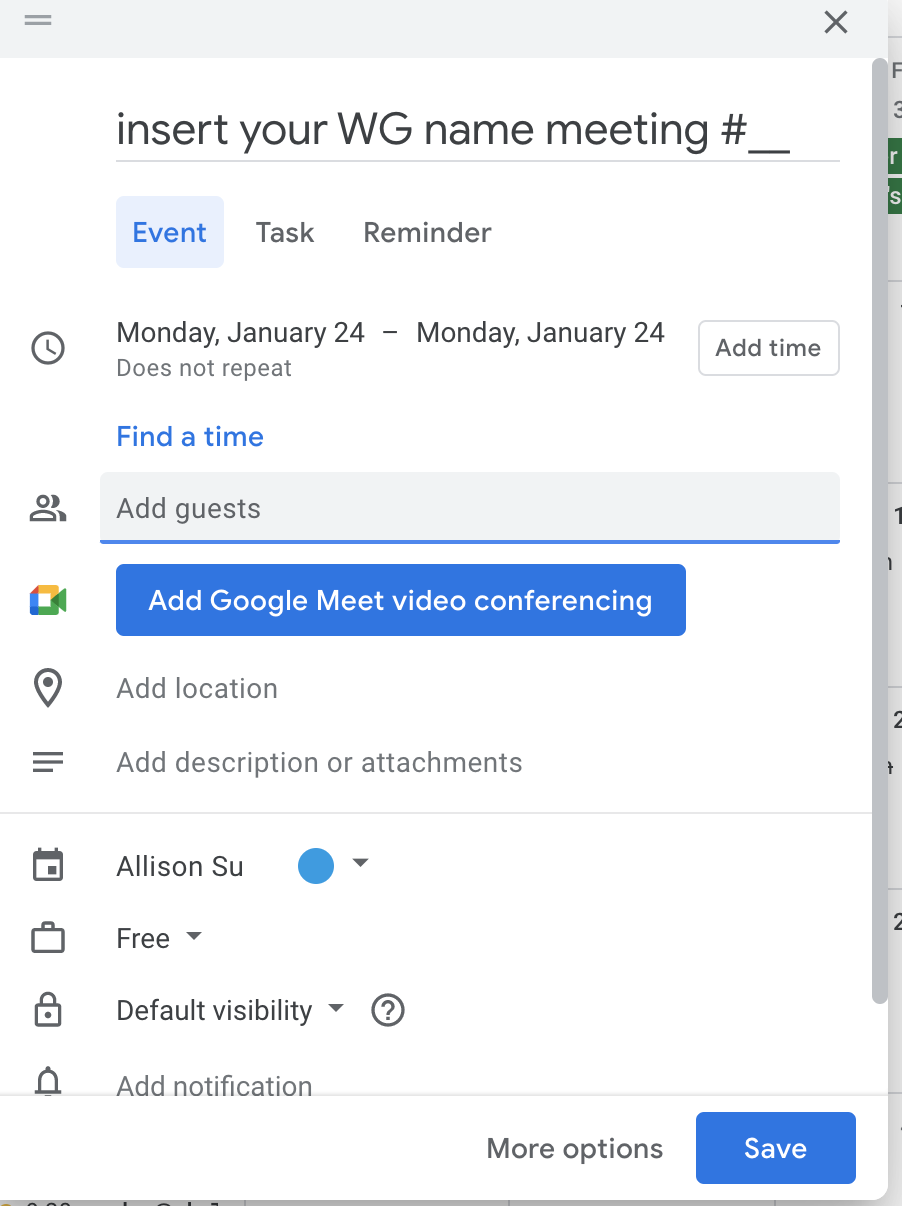 insert your WG name meeting #__
Event Task Reminder
Monday, January 24 – Monday, January 24
Add time
Does not repeat
Find a time
Add guests
Add Google Meet video conferencing
Add location
Add description or attachments
Allison Su
Free
Default visibility
Add notification
More options
Save